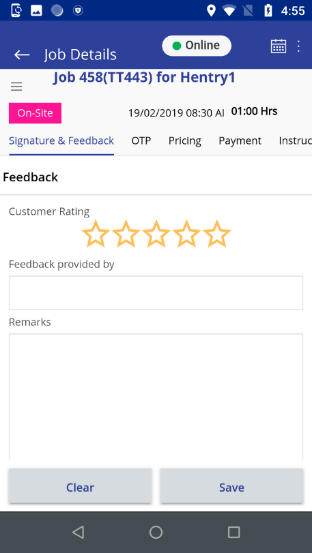 4:55
Job Details
Online
Job 458(TT443) for Hentry1
On-Site
19/02/2019 08:30 AI
01:00 Hrs
Signature & Feedback
OTP
Pricing
Payment
Instruc
Feedback
Customer Rating
Feedback provided by
Remarks
Clear
Save